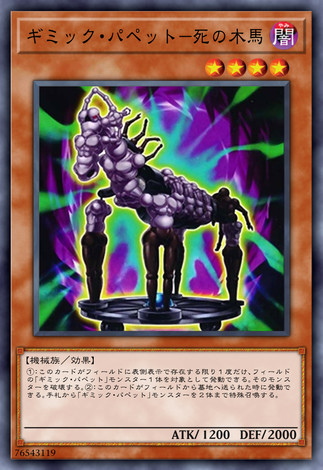 ギミック・パペット−死の木馬
やみ
闇
【機械族／効果】
①：このカードがフィールドに表側表示で存在する限り１度だけ、フィールド
の「ギミック・パペット」モンスター１体を対象として発動できる。そのモンス
ターを破壊する。②：このカードがフィールドから墓地へ送られた時に発動で
きる。手札から「ギミック・パペット」モンスターを２体まで特殊召喚する。
ATK/1200 DEF/2000
76543119